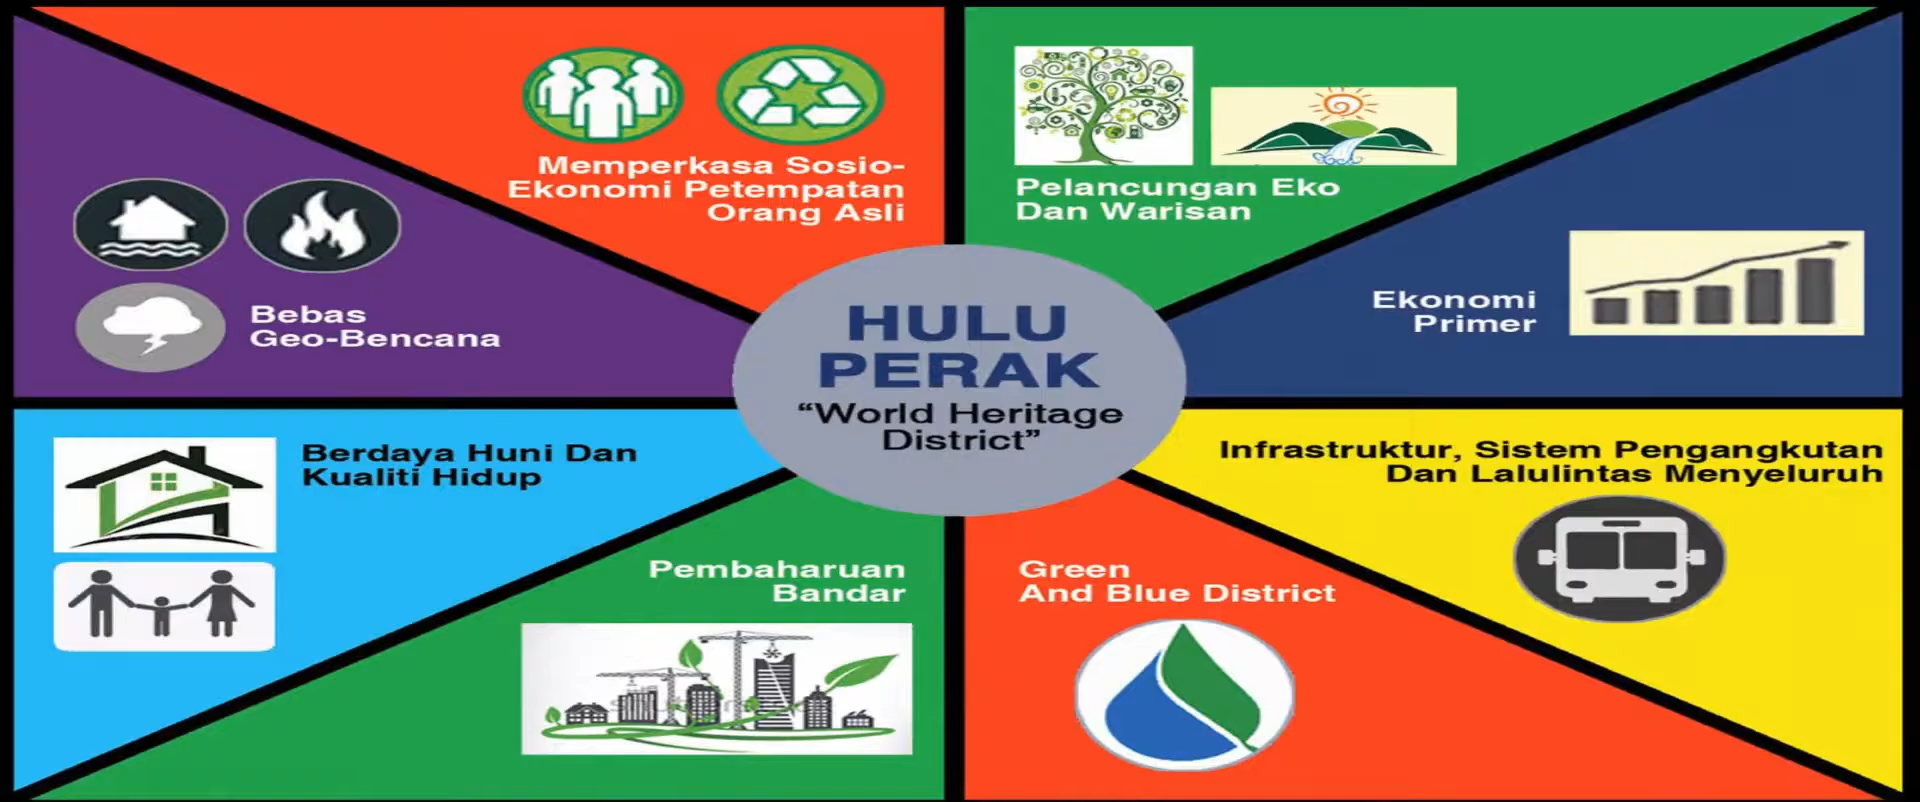 Memperkasa Sosio-
Ekonomi Petempatan
Orang Asli
Pelancungan Eko
Dan Warisan
Bebas
Geo-Bencana
Ekonomi
Primer
HULU
PERAK
“World Heritage
District”
Berdaya Huni Dan
Kualiti Hidup
Infrastruktur, Sistem Pengangkutan
Dan Lalulintas Menyeluruh
Pembaharuan
Bandar
Green
And Blue District